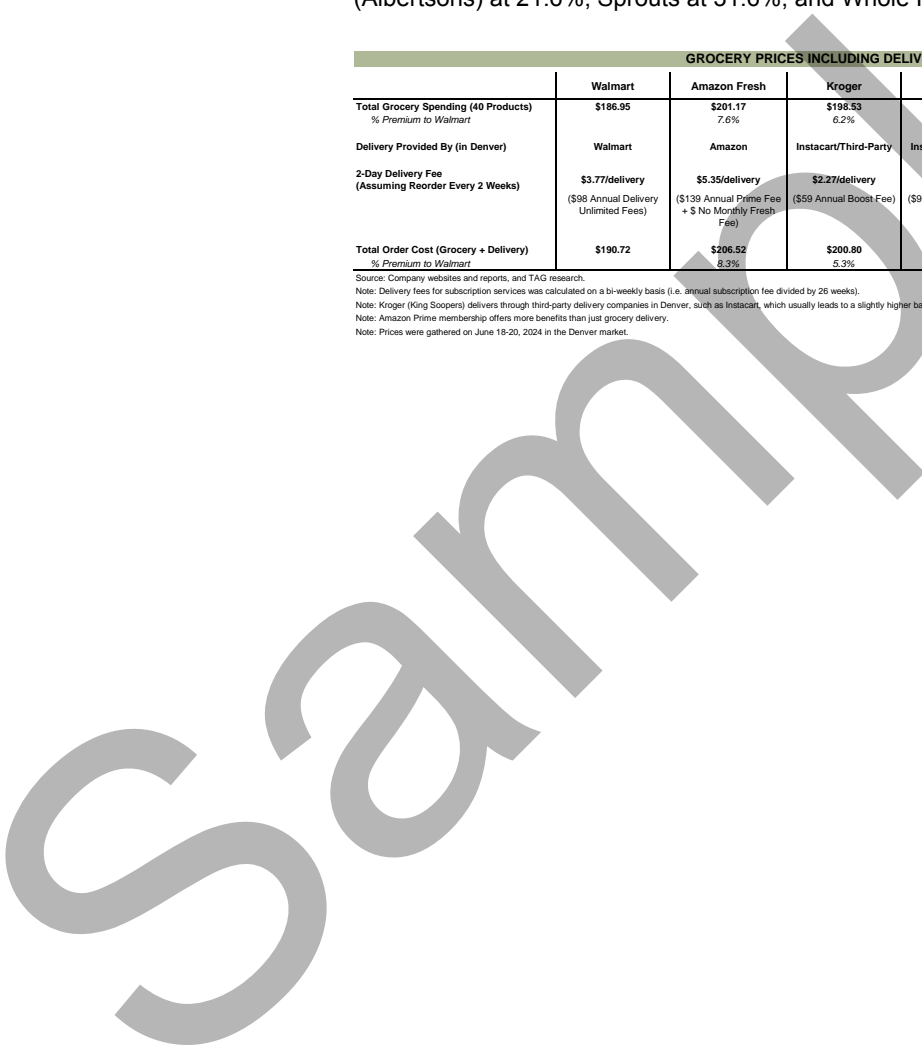 (Albertsons) at 21.6%, Sprouts at 31.6%, and Whole
GROCERY PRICES INCLUDING DELIV
Walmart Amazon Fresh Kroger
Total Grocery Spending (40 Products) $186.95 $201.17 $198.53
% Premium to Walmart 7.6% 6.2%
Delivery Provided By (in Denver) Walmart Amazon Instacart/Third-Party Ins
2-Day Delivery Fee
(Assuming Reorder Every 2 Weeks) $3.77/delivery $5.35/delivery $2.27/delivery
($98 Annual Delivery ($139 Annual Prime Fee ($59 Annual Boost Fee) ($9
Unlimited Fees) + $ No Monthly Fresh
Fee)
Total Order Cost (Grocery + Delivery) $190.72 $206.52 $200.80
% Premium to Walmart 8.3% 5.3%
Source: Company websites and reports, and TAG research.
Note: Delivery fees for subscription services was calculated on a bi-weekly basis (i.e. annual subscription fee divided by 26 weeks).
Note: Kroger (King Soopers) delivers through third-party delivery companies in Denver, such as Instacart, which usually leads to a slightly higher ba
Note: Amazon Prime membership offers more benefits than just grocery delivery.
Note: Prices were gathered on June 18-20, 2024 in the Denver market.
Samp